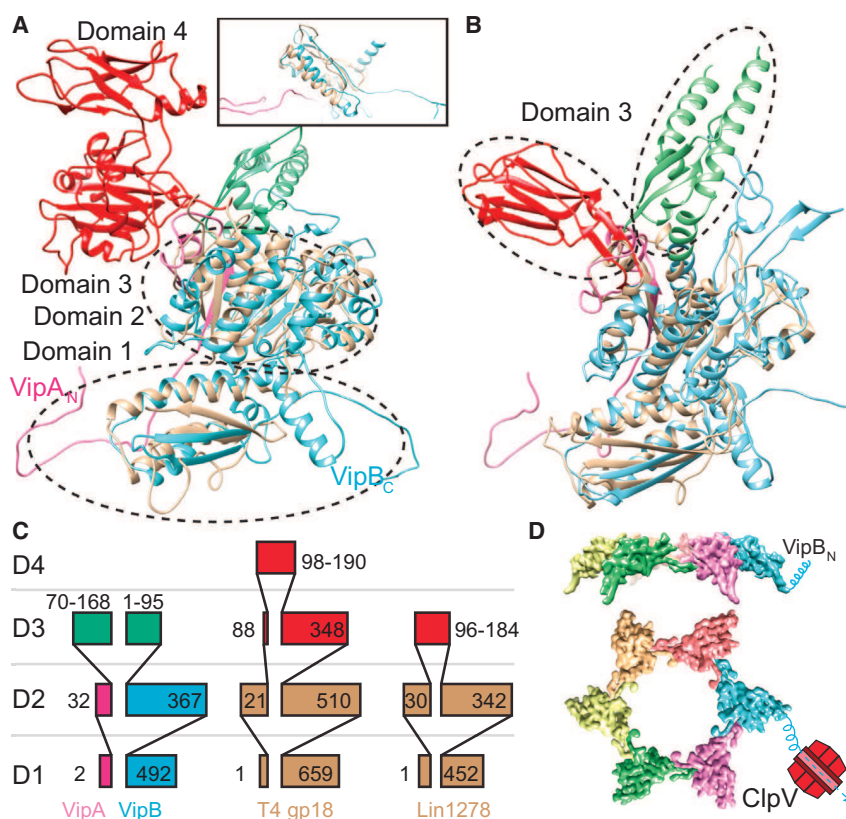 A
Domain 4
Domain 3
Domain 2
Domain 1
VipA_N
VipB_C
B
Domain 3
C
D4
98-190
70-168 1-95
D3
88 348
96-184
D2
32 367 21 510 30 342
D1
2 492 1 659 1 452
VipA VipB T4 gp18 Lin1278
D
VipB_N
ClpV